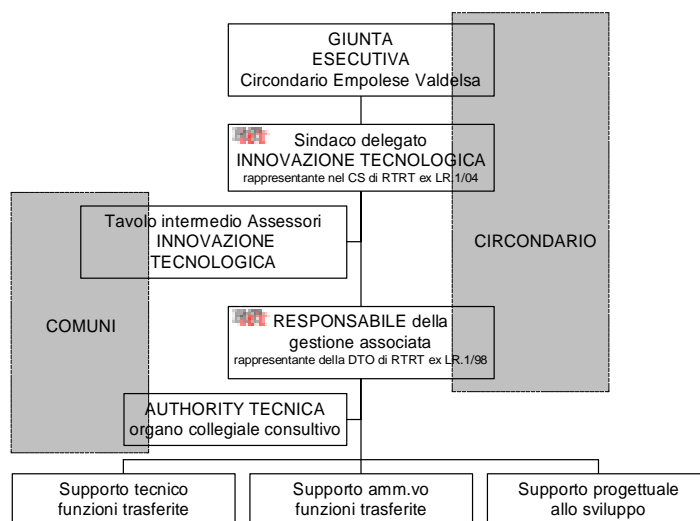 GIUNTA
ESECUTIVA
Circondario Empolese Valdelsa
Sindaco delegato
INNOVAZIONE TECNOLOGICA
rappresentante nel CS di RTRT ex LR.1/04
Tavolo intermedio Assessori
INNOVAZIONE
TECNOLOGICA
CIRCONDARIO
COMUNI
RESPONSABILE della
gestione associata
rappresentante della DTO di RTRT ex LR.1/98
AUTHORITY TECNICA
organo collegiale consultivo
Supporto tecnico
funzioni trasferite
Supporto amm.vo
funzioni trasferite
Supporto progettuale
allo sviluppo